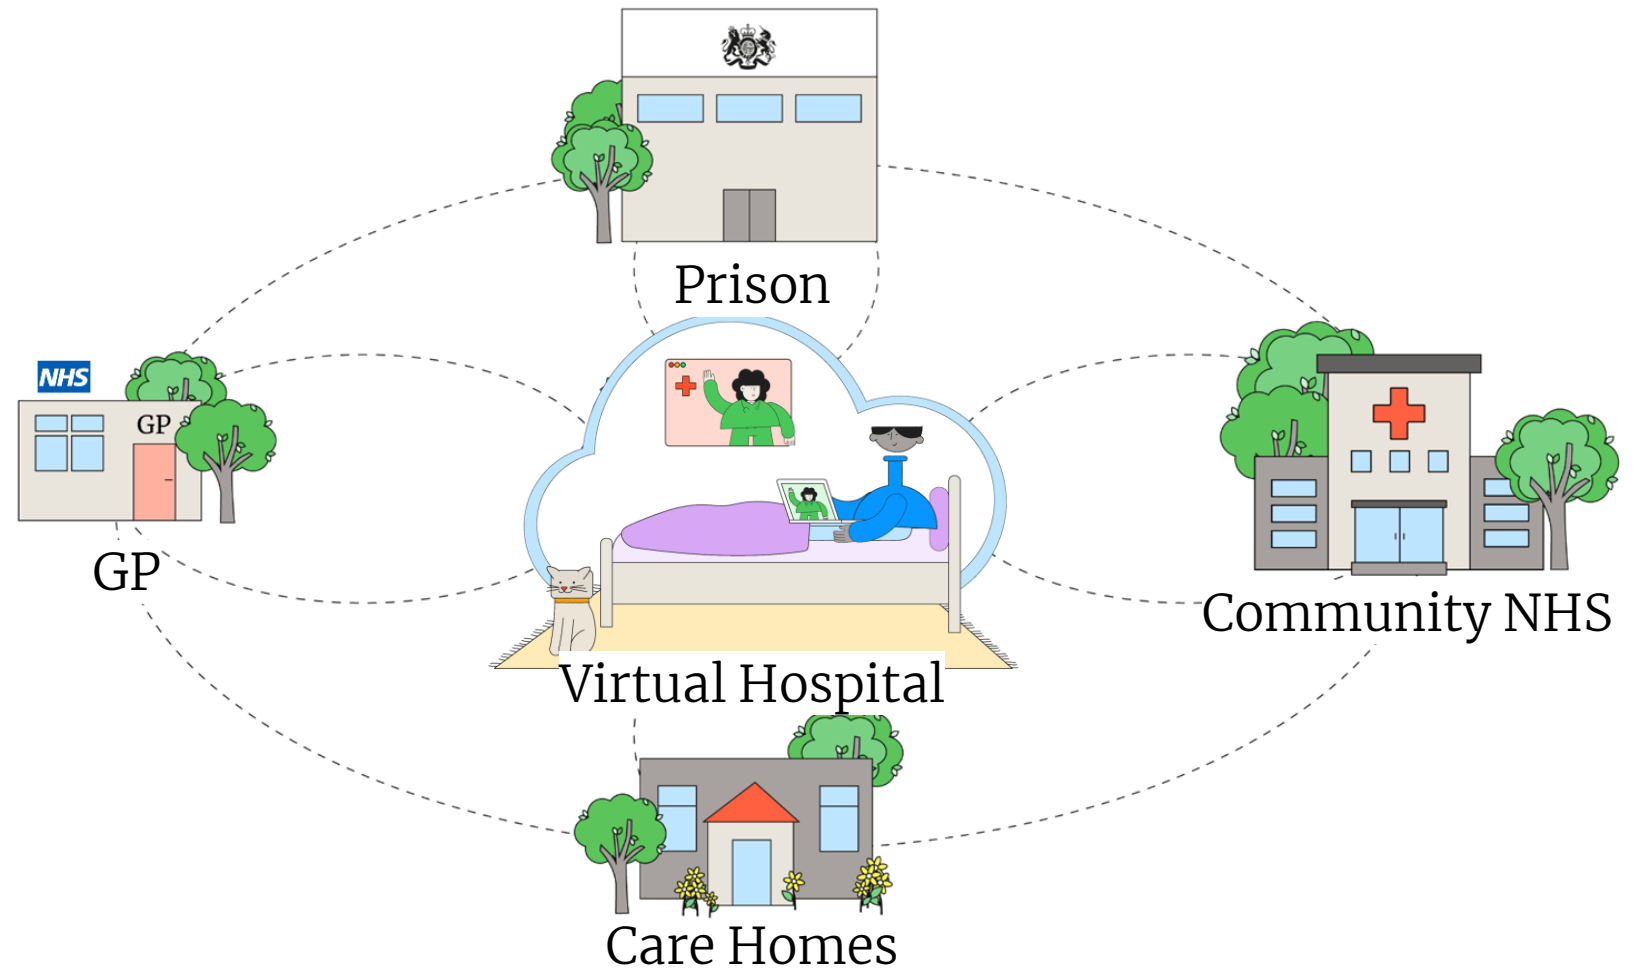 Prison
NHS
GP
GP
Community NHS
Virtual Hospital
Care Homes